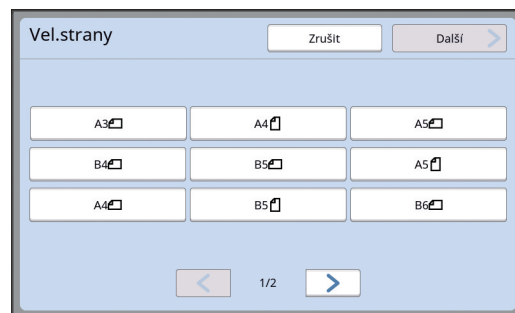 Vel.strany Zrušit Další
A3 A4 A5
B4 B5 A5
A4 B5 B6
1/2